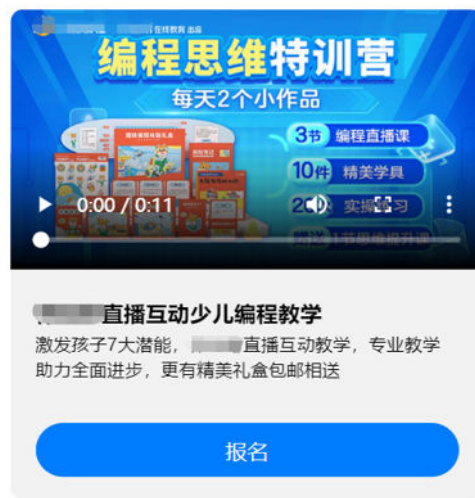 在线教育 出品
编程思维特训营
每天2个小作品
3节 编程直播课
10件 精美学具
0:00 / 0:11
实操练习
直播互动少儿编程教学
激发孩子7大潜能，直播互动教学，专业教学
助力全面进步，更有精美礼盒包邮相送
报名